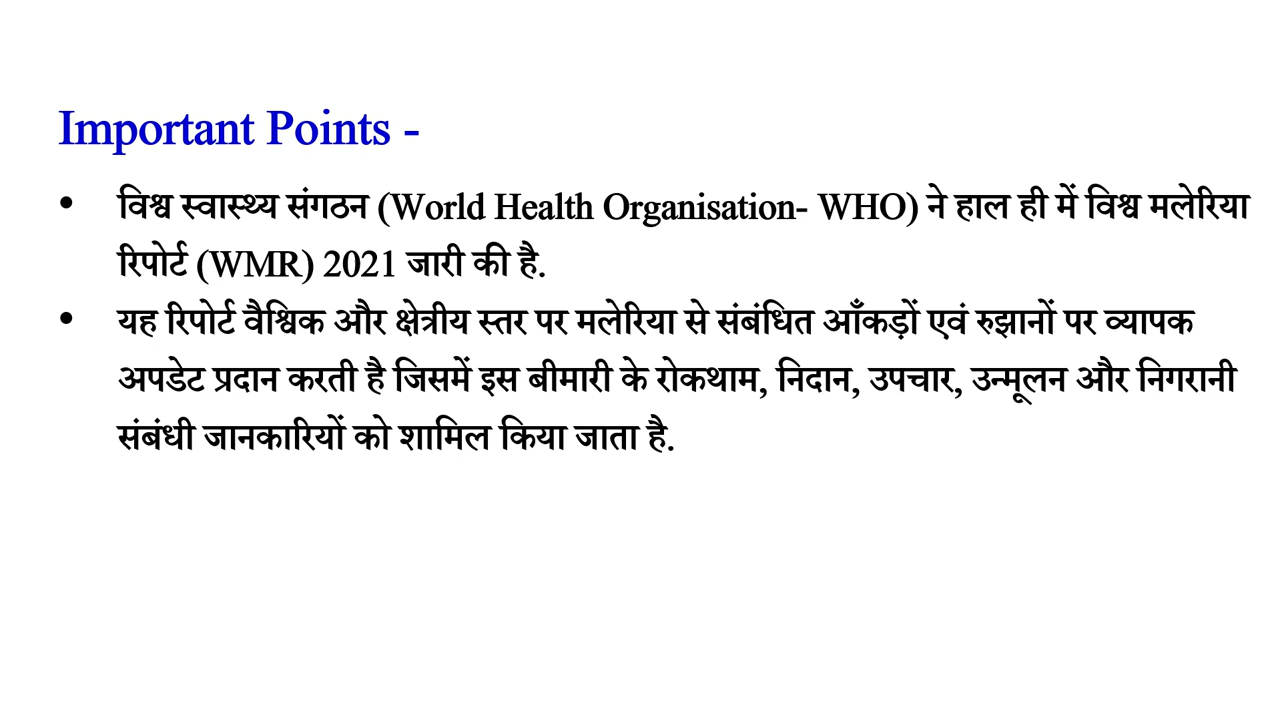 Important Points -
• विश्व स्वास्थ्य संगठन (World Health Organisation- WHO) ने हाल ही में विश्व मलेरिया
रिपोर्ट (WMR) 2021 जारी की है.
• यह रिपोर्ट वैश्विक और क्षेत्रीय स्तर पर मलेरिया से संबंधित आँकड़ों एवं रुझानों पर व्यापक
अपडेट प्रदान करती है जिसमें इस बीमारी के रोकथाम, निदान, उपचार, उन्मूलन और निगरानी
संबंधी जानकारियों को शामिल किया जाता है.